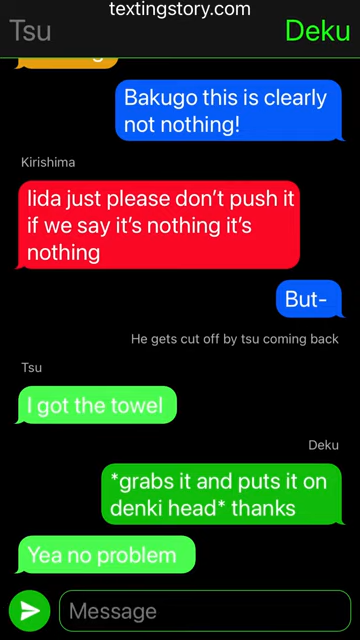 textingstory.com
Tsu
Deku
Bakugo this is clearly
not nothing!
Kirishima
Iida just please don't push it
if we say it's nothing it's
nothing
But-
He gets cut off by tsu coming back
Tsu
I got the towel
Deku
*grabs it and puts it on
denki head* thanks
Yea no problem
Message